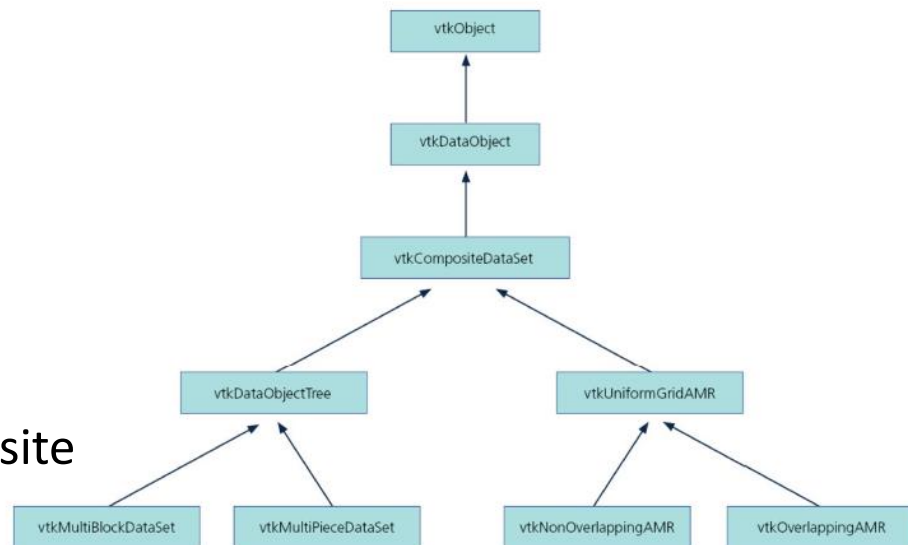 vtkObject
vtkDataObject
vtkCompositeDataSet
vtkDataObjectTree
vtkUniformGridAMR
site
vtkMultiBlockDataSet
vtkMultiPieceDataSet
vtkNonOverlappingAMR
vtkOverlappingAMR